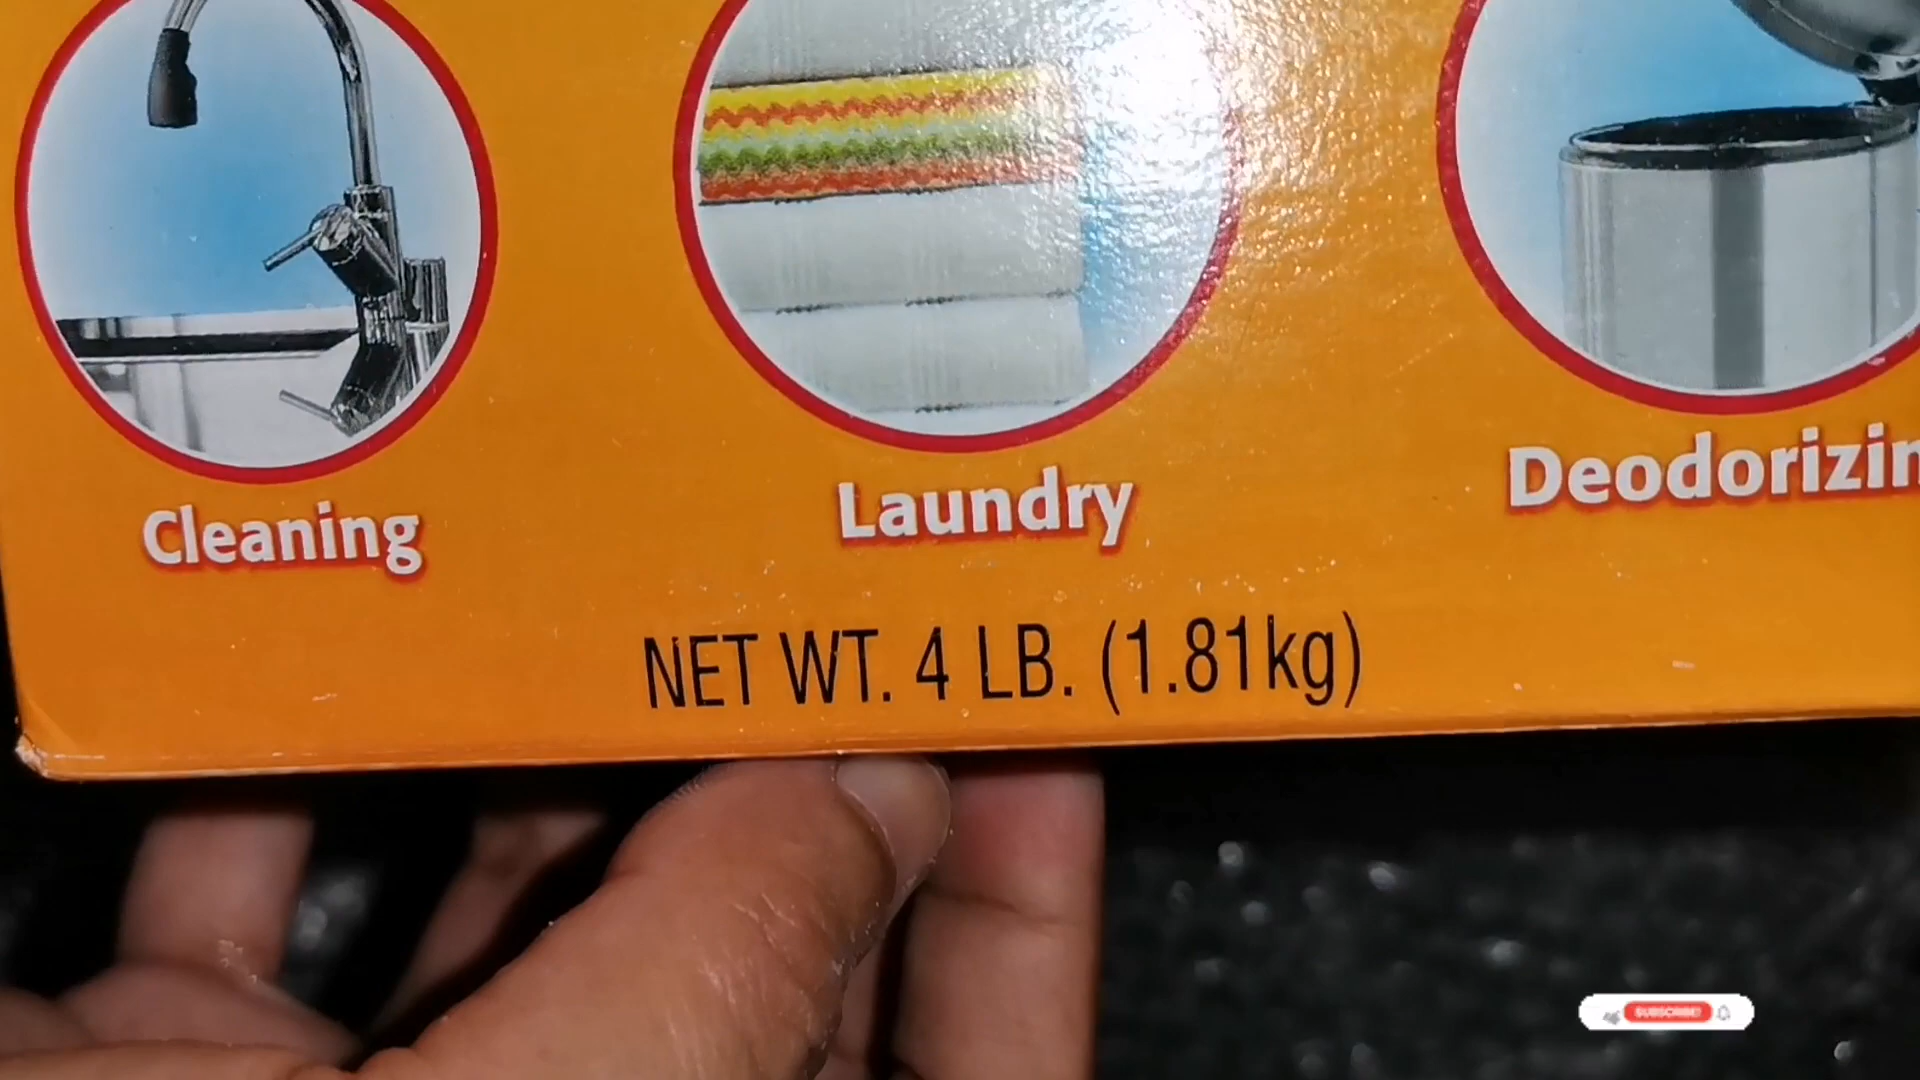 Cleaning
Laundry
Deodorizin
NET WT. 4 LB. (1.81kg)
SUBSCRIBE